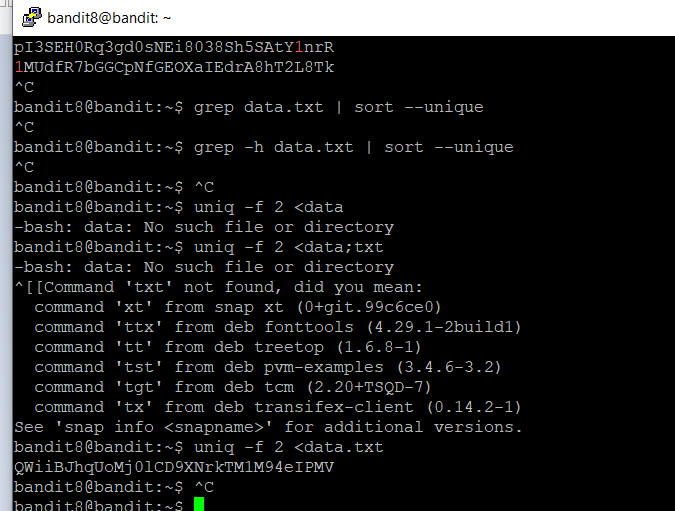 bandit8@bandit: ~
pI3SEH0Rq3gd0sNEi8038Sh5SAtY1nrR
1MUdfR7bGGCpNfGEOXaIEdrA8hT2L8Tk
^C
bandit8@bandit:~$ grep data.txt | sort --unique
^C
bandit8@bandit:~$ grep -h data.txt | sort --unique
^C
bandit8@bandit:~$ ^C
bandit8@bandit:~$ uniq -f 2 <data
-bash: data: No such file or directory
bandit8@bandit:~$ uniq -f 2 <data;txt
-bash: data: No such file or directory
^[[Command 'txt' not found, did you mean:
  command 'xt' from snap xt (0+git.99c6ce0)
  command 'ttx' from deb fonttools (4.29.1-2build1)
  command 'tt' from deb treetop (1.6.8-1)
  command 'tst' from deb pvm-examples (3.4.6-3.2)
  command 'tgt' from deb tcm (2.20+TSQD-7)
  command 'tx' from deb transifex-client (0.14.2-1)
See 'snap info <snapname>' for additional versions.
bandit8@bandit:~$ uniq -f 2 <data.txt
QWiiBJhqUoMj0lCD9XNrkTM1M94eIPMV
bandit8@bandit:~$ ^C
bandit8@bandit:~$